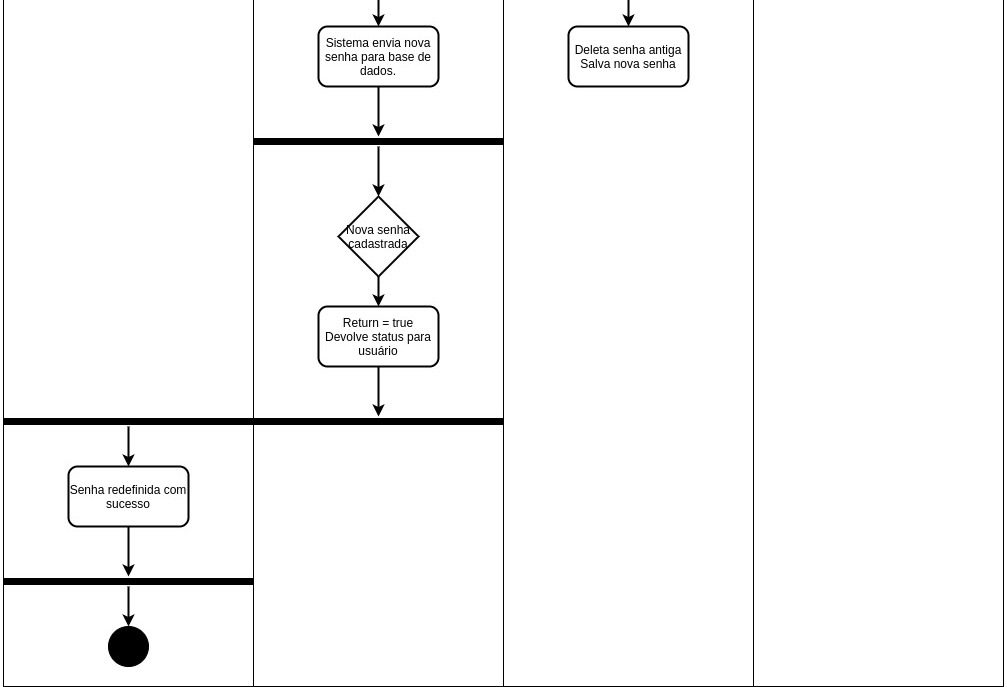 Sistema envia nova
senha para base de
dados.
Deleta senha antiga
Salva nova senha
Nova senha
cadastrada
Return = true
Devolve status para
usuário
Senha redefinida com
sucesso